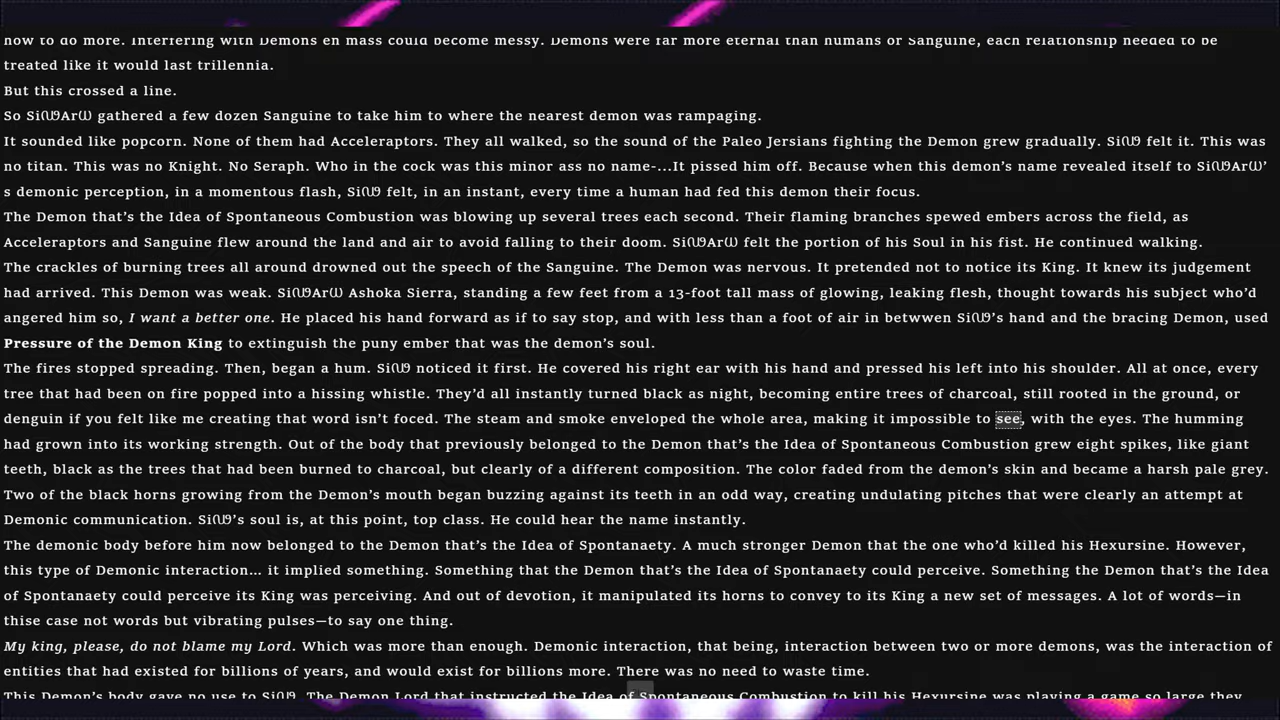 how to do more. Interfering with Demons en mass could become messy. Demons were far more eternal than humans or Sanguine, each relationship needed to be
treated like it would last trillennia.
But this crossed a line.
So SiᏔᎯArᏔ gathered a few dozen Sanguine to take him to where the nearest demon was rampaging.
It sounded like popcorn. None of them had Acceleraptors. They all walked, so the sound of the Paleo Jersians fighting the Demon grew gradually. felt it. This was
no titan. This was no Knight. No Seraph. Who in the cock was this minor ass no name-...It pissed him off. Because when this demon’s name revealed itself to
s demonic perception, in a momentous flash, felt, in an instant, every time a human had fed this demon their focus.
The Demon that’s the Idea of Spontaneous Combustion was blowing up several trees each second. Their flaming branches spewed embers across the field, as
Acceleraptors and Sanguine flew around the land and air to avoid falling to their doom. felt the portion of his Soul in his fist. He continued walking.
The crackles of burning trees all around drowned out the speech of the Sanguine. The Demon was nervous. It pretended not to notice its King. It knew its judgement
had arrived. This Demon was weak. Ashoka Sierra, standing a few feet from a 13-foot tall mass of glowing, leaking flesh, thought towards his subject who’d
angered him so, I want a better one. He placed his hand forward as if to say stop, and with less than a foot of air in betwwen hand and the bracing Demon, used
Pressure of the Demon King to extinguish the puny ember that was the demon’s soul.
The fires stopped spreading. Then, began a hum. noticed it first. He covered his right ear with his hand and pressed his left into his shoulder. All at once, every
tree that had been on fire popped into a hissing whistle. They’d all instantly turned black as night, becoming entire trees of charcoal, still rooted in the ground, or
denguin if you felt like me creating that word isn’t foced. The steam and smoke enveloped the whole area, making it impossible to see, with the eyes. The humming
had grown into its working strength. Out of the body that previously belonged to the Demon that’s the Idea of Spontaneous Combustion grew eight spikes, like giant
teeth, black as the trees that had been burned to charcoal, but clearly of a different composition. The color faded from the demon’s skin and became a harsh pale grey.
Two of the black horns growing from the Demon’s mouth began buzzing against its teeth in an odd way, creating undulating pitches that were clearly an attempt at
Demonic communication. soul is, at this point, top class. He could hear the name instantly.
The demonic body before him now belonged to the Demon that’s the Idea of Spontanaety. A much stronger Demon that the one who’d killed his Hexursine. However,
this type of Demonic interaction... it implied something. Something that the Demon that’s the Idea of Spontanaety could perceive. Something the Demon that’s the Idea
of Spontanaety could perceive its King was perceiving. And out of devotion, it manipulated its horns to convey to its King a new set of messages. A lot of words—in
thise case not words but vibrating pulses—to say one thing.
My king, please, do not blame my Lord. Which was more than enough. Demonic interaction, that being, interaction between two or more demons, was the interaction of
entities that had existed for billions of years, and would exist for billions more. There was no need to waste time.
This Demon’s body gave no use to The Demon Lord that instructed the Idea of Spontaneous Combustion to kill his Hexursine was playing a game so large they